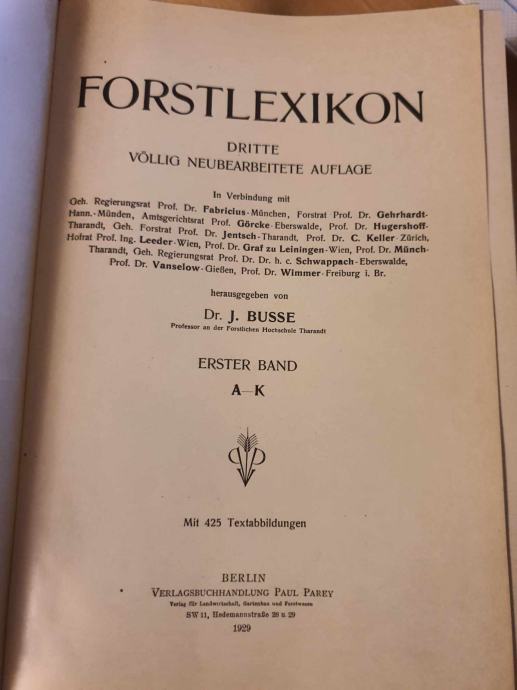 FORSTLEXIKON
DRITTE
VÖLLIG NEUBEARBEITETE AUFLAGE
In Verbindung mit
Geh. Regierungsrat Prof. Dr. Fabricius-München, Forstrat Prof. Dr. Gehrhardt-
Hann.-Münden, Amtsgerichtsrat Prof. Görcke-Eberswalde, Prof. Dr. Hugershoff-
Tharandt, Geh. Forstrat Prof. Dr. Jentsch-Tharandt, Prof. Dr. C. Keller-Zürich,
Hofrat Prof. Ing. Leeder-Wien, Prof. Dr. Graf zu Leiningen-Wien, Prof. Dr. Münch-
Tharandt, Geh. Regierungsrat Prof. Dr. Dr. h. c. Schwappach-Eberswalde,
Prof. Dr. Vanselow-Gießen, Prof. Dr. Wimmer-Freiburg i. Br.
herausgegeben von
Dr. J. BUSSE
Professor an der Forstlichen Hochschule Tharandt
ERSTER BAND
A—K
PP
Mit 425 Textabbildungen
BERLIN
VERLAGSBUCHHANDLUNG PAUL PAREY
Verlag für Landwirtschaft, Gartenbau und Forstwesen
SW 11, Hedemannstraße 28 u. 29
1929